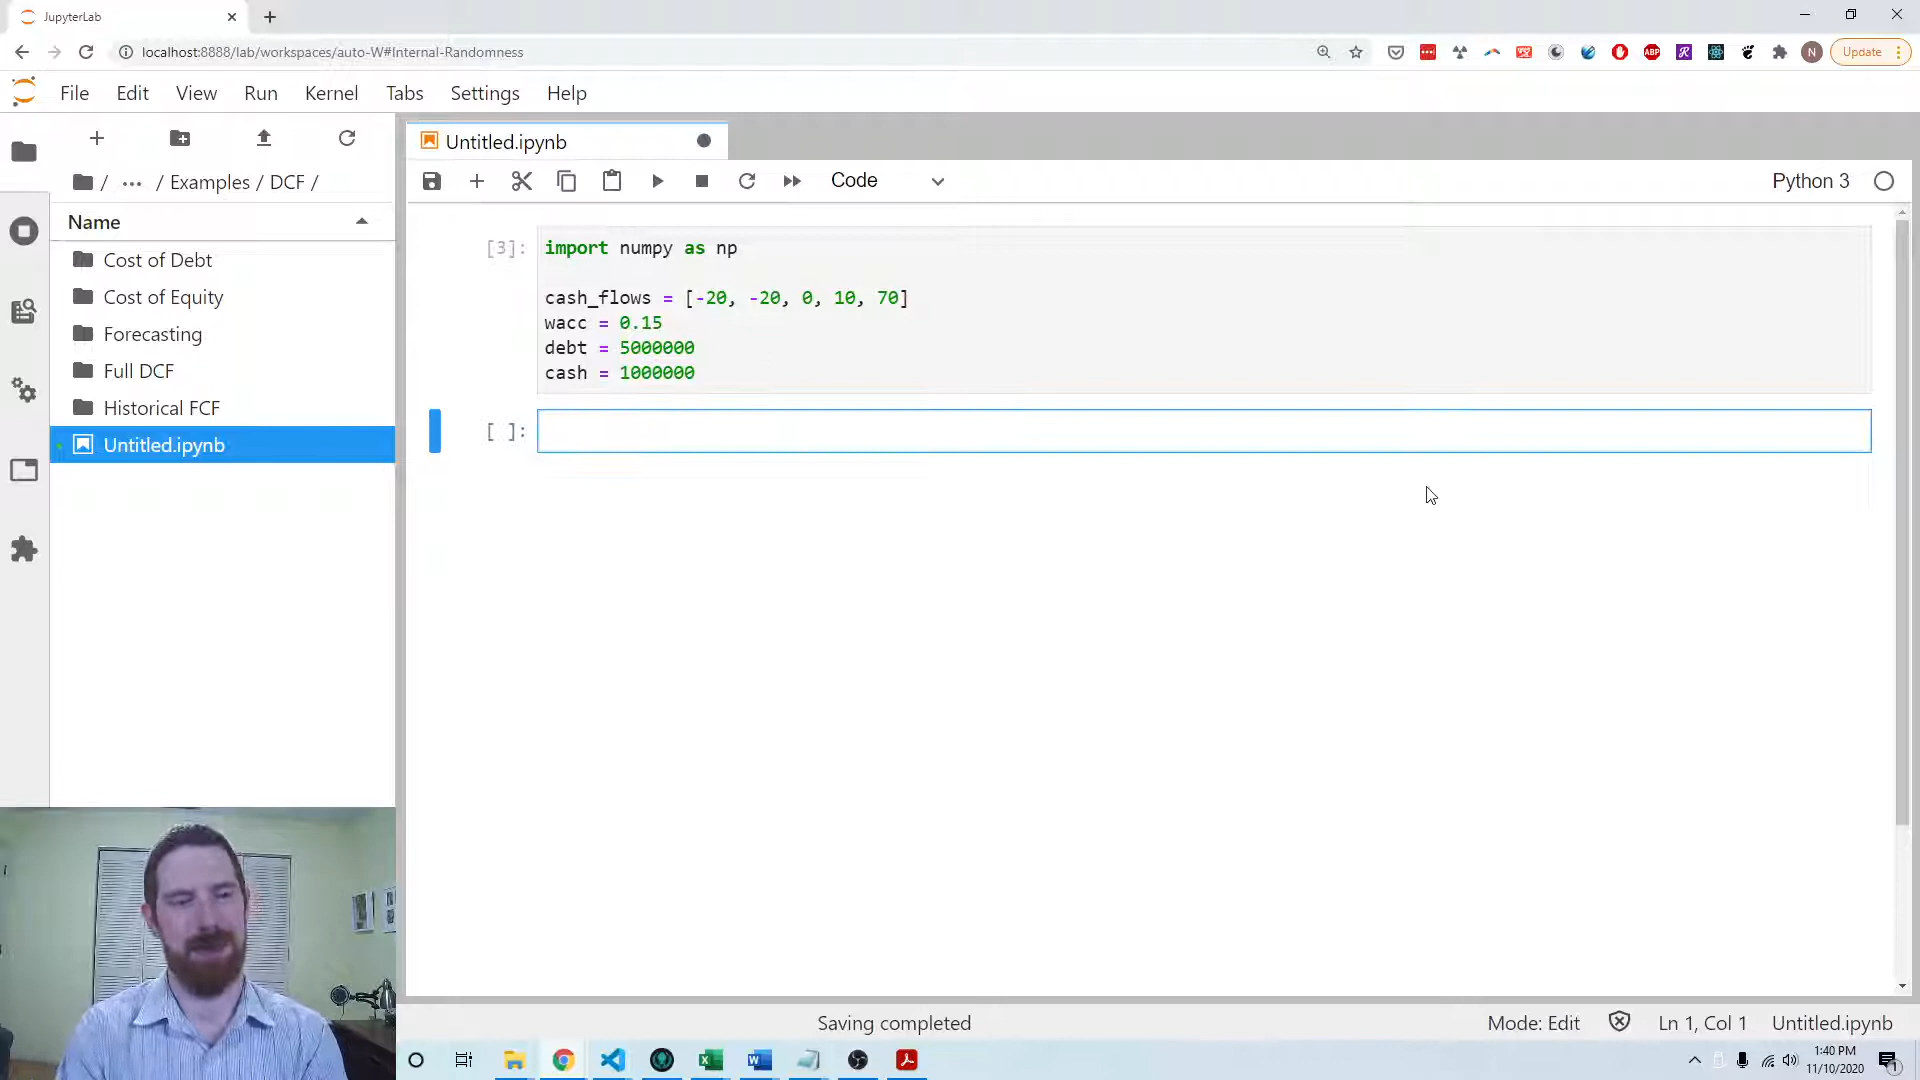 JupyterLab
localhost:8888/lab/workspaces/auto-W#Internal-Randomness
Update
File Edit View Run Kernel Tabs Settings Help
/ ... / Examples / DCF /
Name
Cost of Debt
Cost of Equity
Forecasting
Full DCF
Historical FCF
Untitled.ipynb
Untitled.ipynb
Code
Python 3
[3]:
import numpy as np
cash_flows = [-20, -20, 0, 10, 70]
wacc = 0.15
debt = 5000000
cash = 1000000
[ ]:
Saving completed
Mode: Edit
Ln 1, Col 1
Untitled.ipynb
1:40 PM
11/10/2020